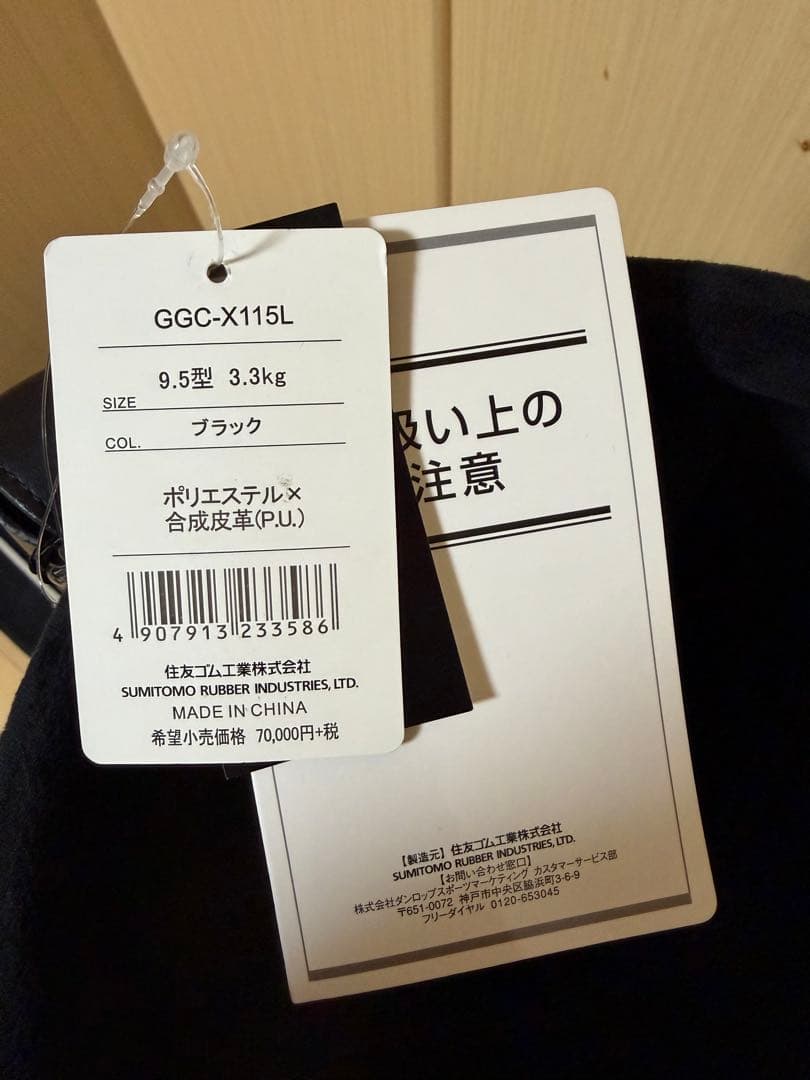 GGC-X115L
SIZE 9.5型 3.3kg
COL. ブラック
ポリエステル×
合成皮革(P.U.)
4 907913 233586
住友ゴム工業株式会社
SUMITOMO RUBBER INDUSTRIES, LTD.
MADE IN CHINA
希望小売価格 70,000円+税
扱い上の
注意
【製造元】住友ゴム工業株式会社
SUMITOMO RUBBER INDUSTRIES, LTD.
【お問い合わせ窓口】
株式会社ダンロップスポーツマーケティング カスタマーサービス部
〒651-0072 神戸市中央区脇浜町3-6-9
フリーダイヤル 0120-653045